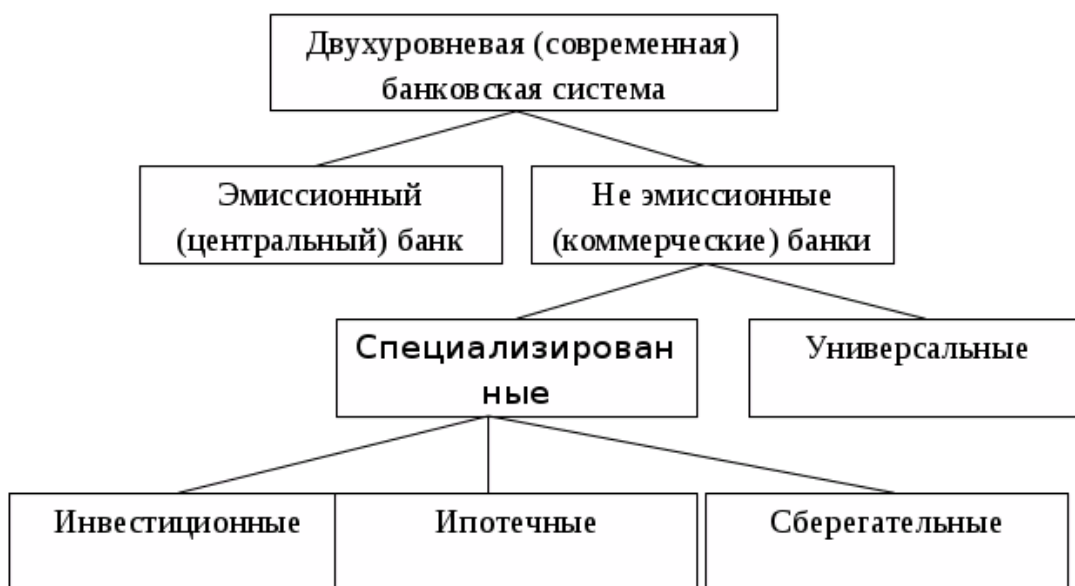 Двухуровневая (современная)
банковская система
Эмиссионный
(центральный) банк
Не эмиссионные
(коммерческие) банки
Специализирован
ные
Универсальные
Инвестиционные
Ипотечные
Сберегательные